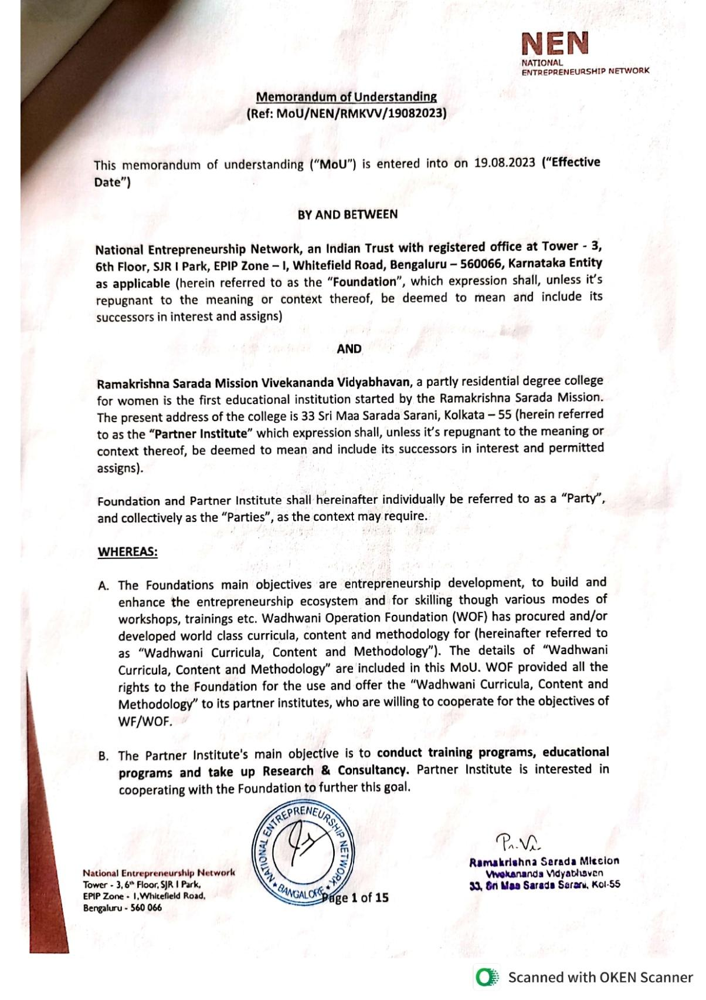 NEN
NATIONAL
ENTREPRENEURSHIP NETWORK
Memorandum of Understanding
(Ref: MoU/NEN/RMKVV/19082023)
This memorandum of understanding (“MoU”) is entered into on 19.08.2023 (“Effective
Date”)
BY AND BETWEEN
National Entrepreneurship Network, an Indian Trust with registered office at Tower - 3,
6th Floor, SJR I Park, EPIP Zone – I, Whitefield Road, Bengaluru – 560066, Karnataka Entity
as applicable (herein referred to as the “Foundation”, which expression shall, unless it’s
repugnant to the meaning or context thereof, be deemed to mean and include its
successors in interest and assigns)
AND
Ramakrishna Sarada Mission Vivekananda Vidyabhavan, a partly residential degree college
for women is the first educational institution started by the Ramakrishna Sarada Mission.
The present address of the college is 33 Sri Maa Sarada Sarani, Kolkata – 55 (herein referred
to as the “Partner Institute” which expression shall, unless it’s repugnant to the meaning or
context thereof, be deemed to mean and include its successors in interest and permitted
assigns).
Foundation and Partner Institute shall hereinafter individually be referred to as a “Party”,
and collectively as the “Parties”, as the context may require.
WHEREAS:
A. The Foundations main objectives are entrepreneurship development, to build and
enhance the entrepreneurship ecosystem and for skilling though various modes of
workshops, trainings etc. Wadhwani Operation Foundation (WOF) has procured and/or
developed world class curricula, content and methodology for (hereinafter referred to
as “Wadhwani Curricula, Content and Methodology”). The details of “Wadhwani
Curricula, Content and Methodology” are included in this MoU. WOF provided all the
rights to the Foundation for the use and offer the “Wadhwani Curricula, Content and
Methodology” to its partner institutes, who are willing to cooperate for the objectives of
WF/WOF.
B. The Partner Institute's main objective is to conduct training programs, educational
programs and take up Research & Consultancy. Partner Institute is interested in
cooperating with the Foundation to further this goal.
NATIONAL ENTREPRENEURSHIP NETWORK
BANGALORE
National Entrepreneurship Network
Tower - 3, 6th Floor, SJR I Park,
EPIP Zone - I, Whitefield Road,
Bengaluru - 560 066
Page 1 of 15
Ramakrishna Sarada Mission
Vivekananda Vidyabhavan
33, Sri Maa Sarada Sarani, Kol-55
Scanned with OKEN Scanner